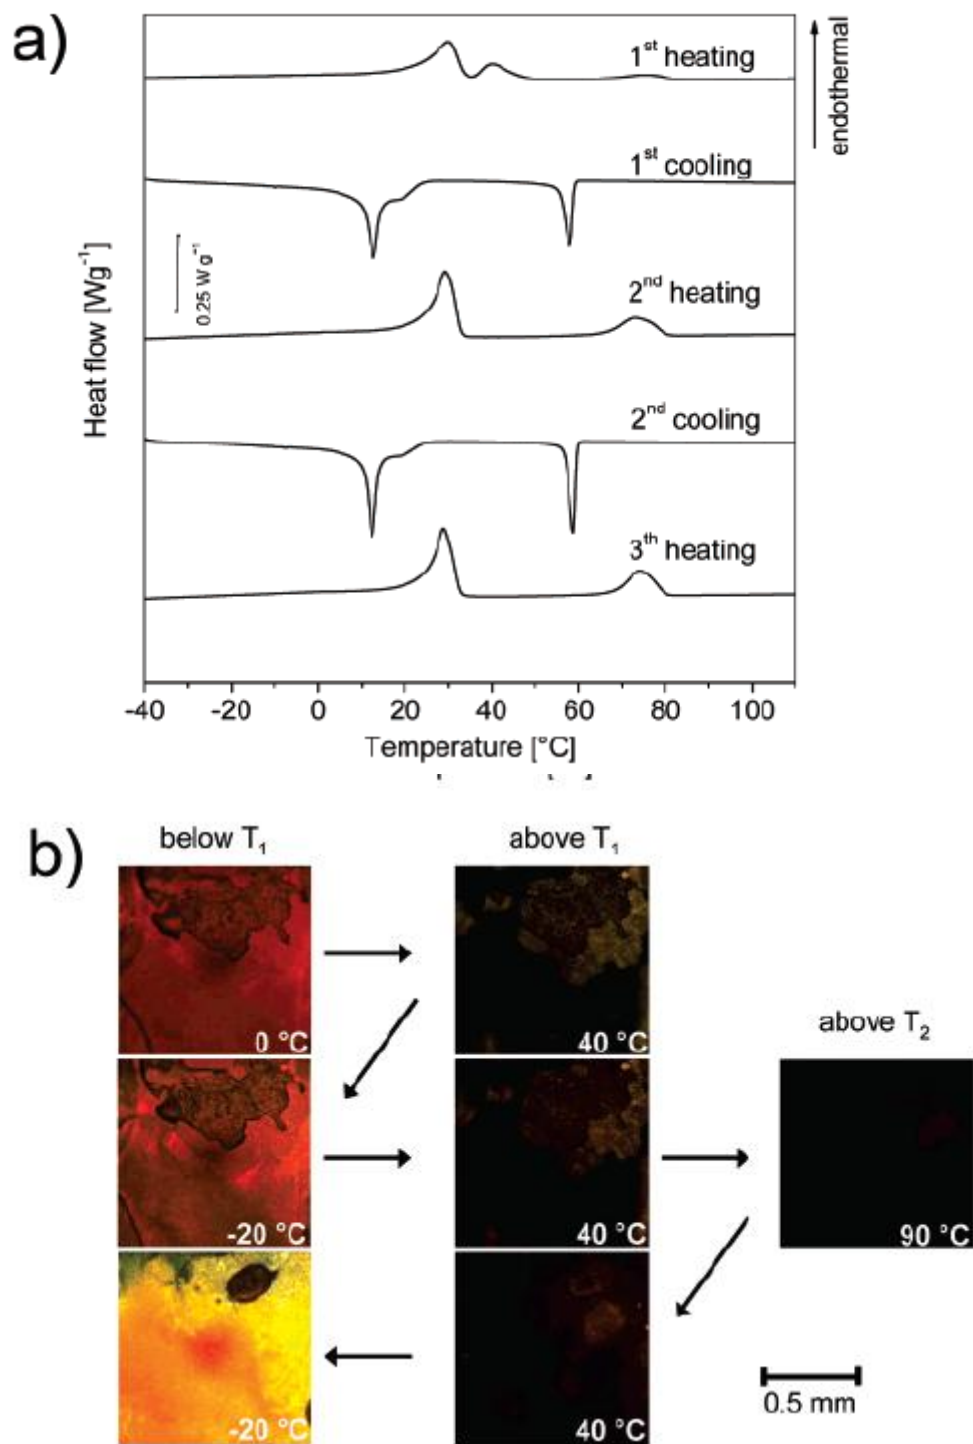 a)
1st heating
endothermal
1st cooling
Heat flow [Wg⁻¹]
0.25 W g⁻¹
2nd heating
2nd cooling
3th heating
-40 -20 0 20 40 60 80 100
Temperature [°C]
b)
below T₁
above T₁
0 °C
40 °C
above T₂
-20 °C
40 °C
90 °C
-20 °C
40 °C
0.5 mm